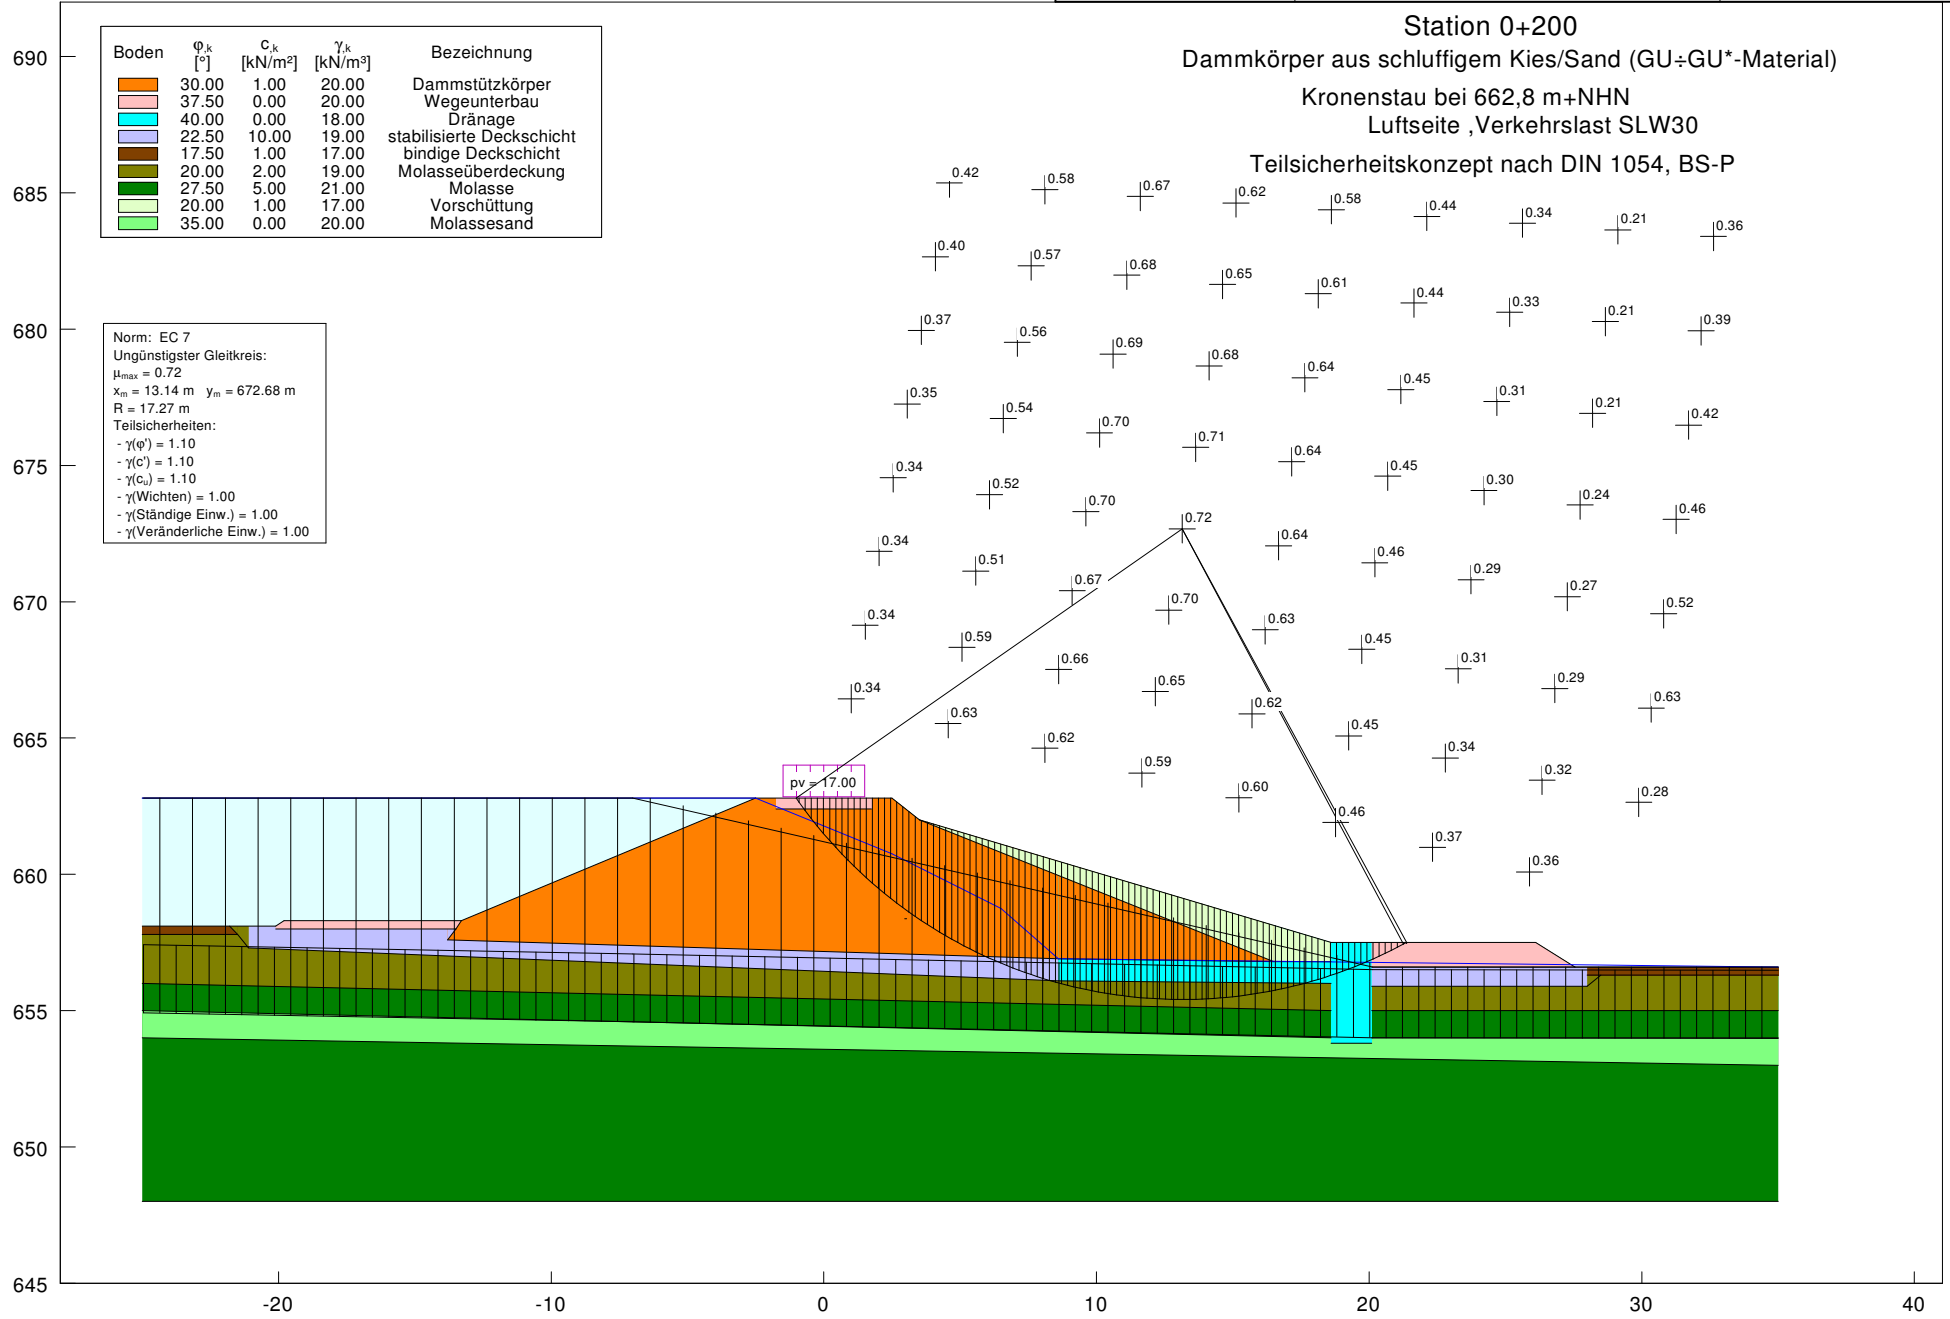 Station 0+200
Dammkörper aus schluffigem Kies/Sand (GU÷GU*-Material)
Kronenstau bei 662,8 m+NHN
Luftseite ,Verkehrslast SLW30
Teilsicherheitskonzept nach DIN 1054, BS-P
Boden φ,k [°] c,k [kN/m²] γ,k [kN/m³] Bezeichnung
30.00 1.00 20.00 Dammstützkörper
37.50 0.00 20.00 Wegeunterbau
40.00 0.00 18.00 Dränage
22.50 10.00 19.00 stabilisierte Deckschicht
17.50 1.00 17.00 bindige Deckschicht
20.00 2.00 19.00 Molasseüberdeckung
27.50 5.00 21.00 Molasse
20.00 1.00 17.00 Vorschüttung
35.00 0.00 20.00 Molassesand
Norm: EC 7
Ungünstigster Gleitkreis:
μmax = 0.72
xm = 13.14 m ym = 672.68 m
R = 17.27 m
Teilsicherheiten:
- γ(φ') = 1.10
- γ(c') = 1.10
- γ(cu) = 1.10
- γ(Wichten) = 1.00
- γ(Ständige Einw.) = 1.00
- γ(Veränderliche Einw.) = 1.00
0.42 0.58 0.67 0.62 0.58 0.44 0.34 0.21 0.36
0.40 0.57 0.68 0.65 0.61 0.44 0.33 0.21 0.39
0.37 0.56 0.69 0.68 0.64 0.45 0.31 0.21 0.42
0.35 0.54 0.70 0.71 0.64 0.45 0.30 0.24 0.46
0.34 0.52 0.70 0.72 0.64 0.46 0.29 0.27 0.52
0.34 0.51 0.67 0.70 0.63 0.45 0.31 0.29 0.63
0.34 0.59 0.66 0.65 0.62 0.45 0.34 0.32 0.28
0.34 0.63 0.62 0.59 0.60 0.46 0.37 0.36
pv = 17.00
690
685
680
675
670
665
660
655
650
645
-20 -10 0 10 20 30 40